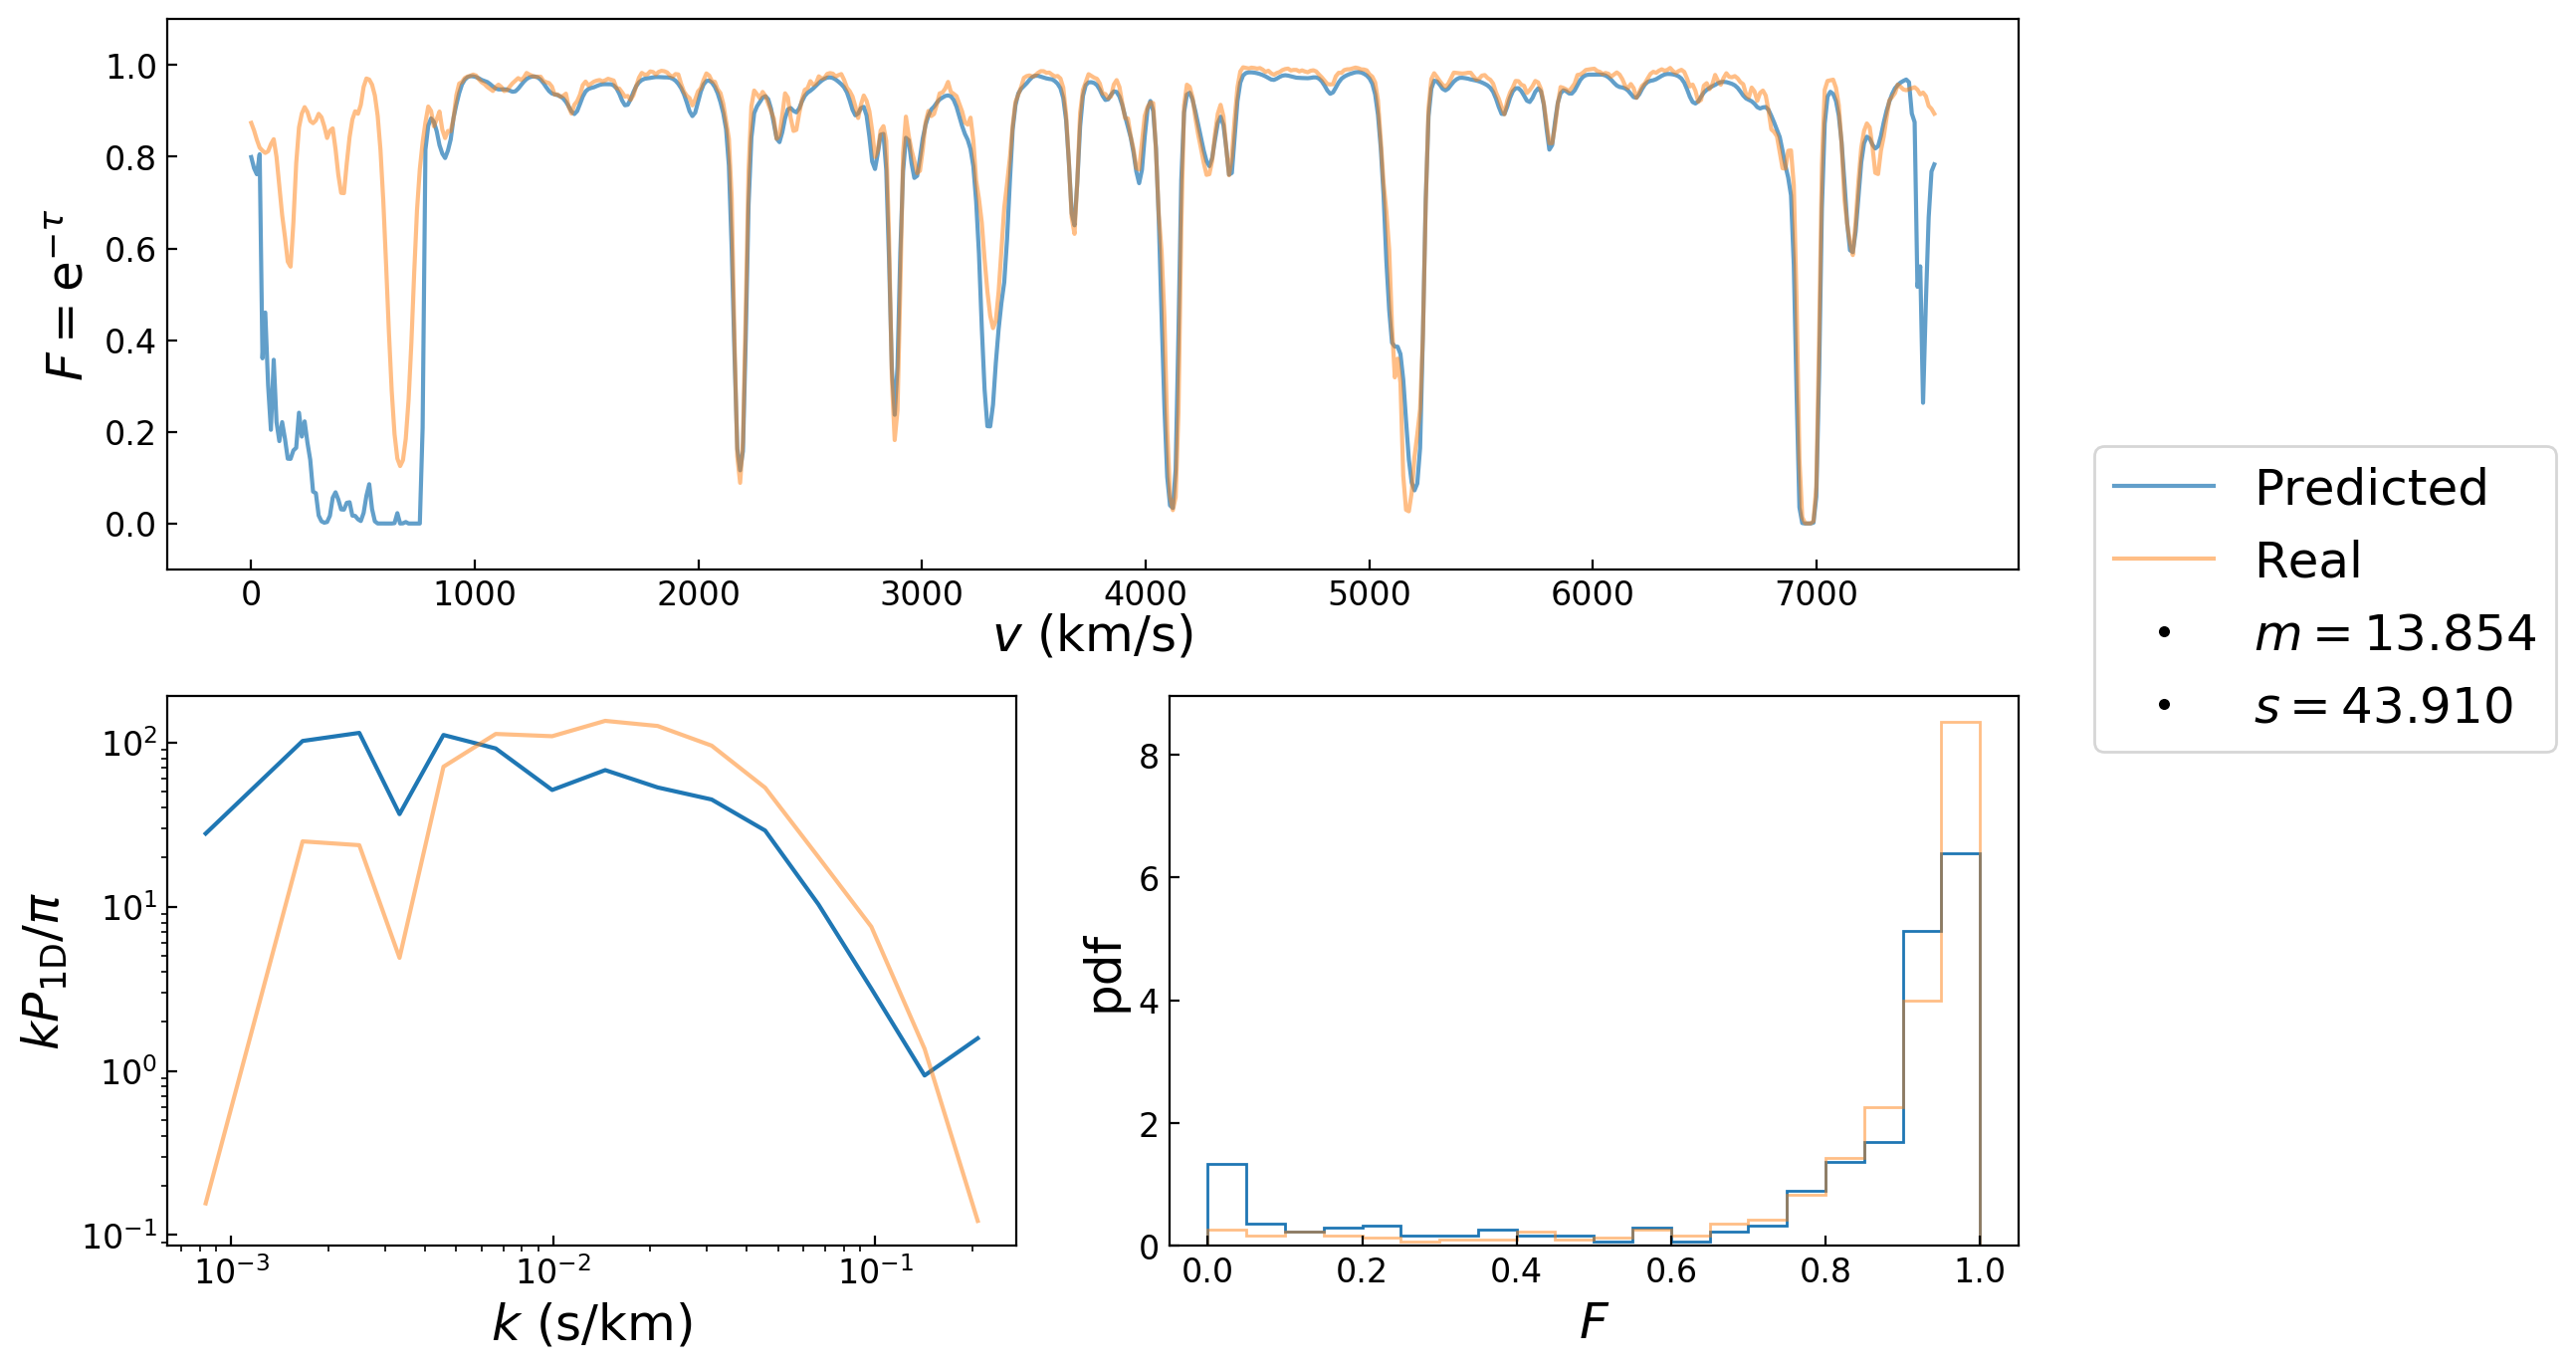 1.0
0.8
0.6
0.4
0.2
0.0
F = e^{-τ}
0 1000 2000 3000 4000 5000 6000 7000
v (km/s)
Predicted
Real
m = 13.854
s = 43.910
10^2
10^1
10^0
10^{-1}
kP_{1D}/π
10^{-3} 10^{-2} 10^{-1}
k (s/km)
8
6
4
2
0
pdf
0.0 0.2 0.4 0.6 0.8 1.0
F